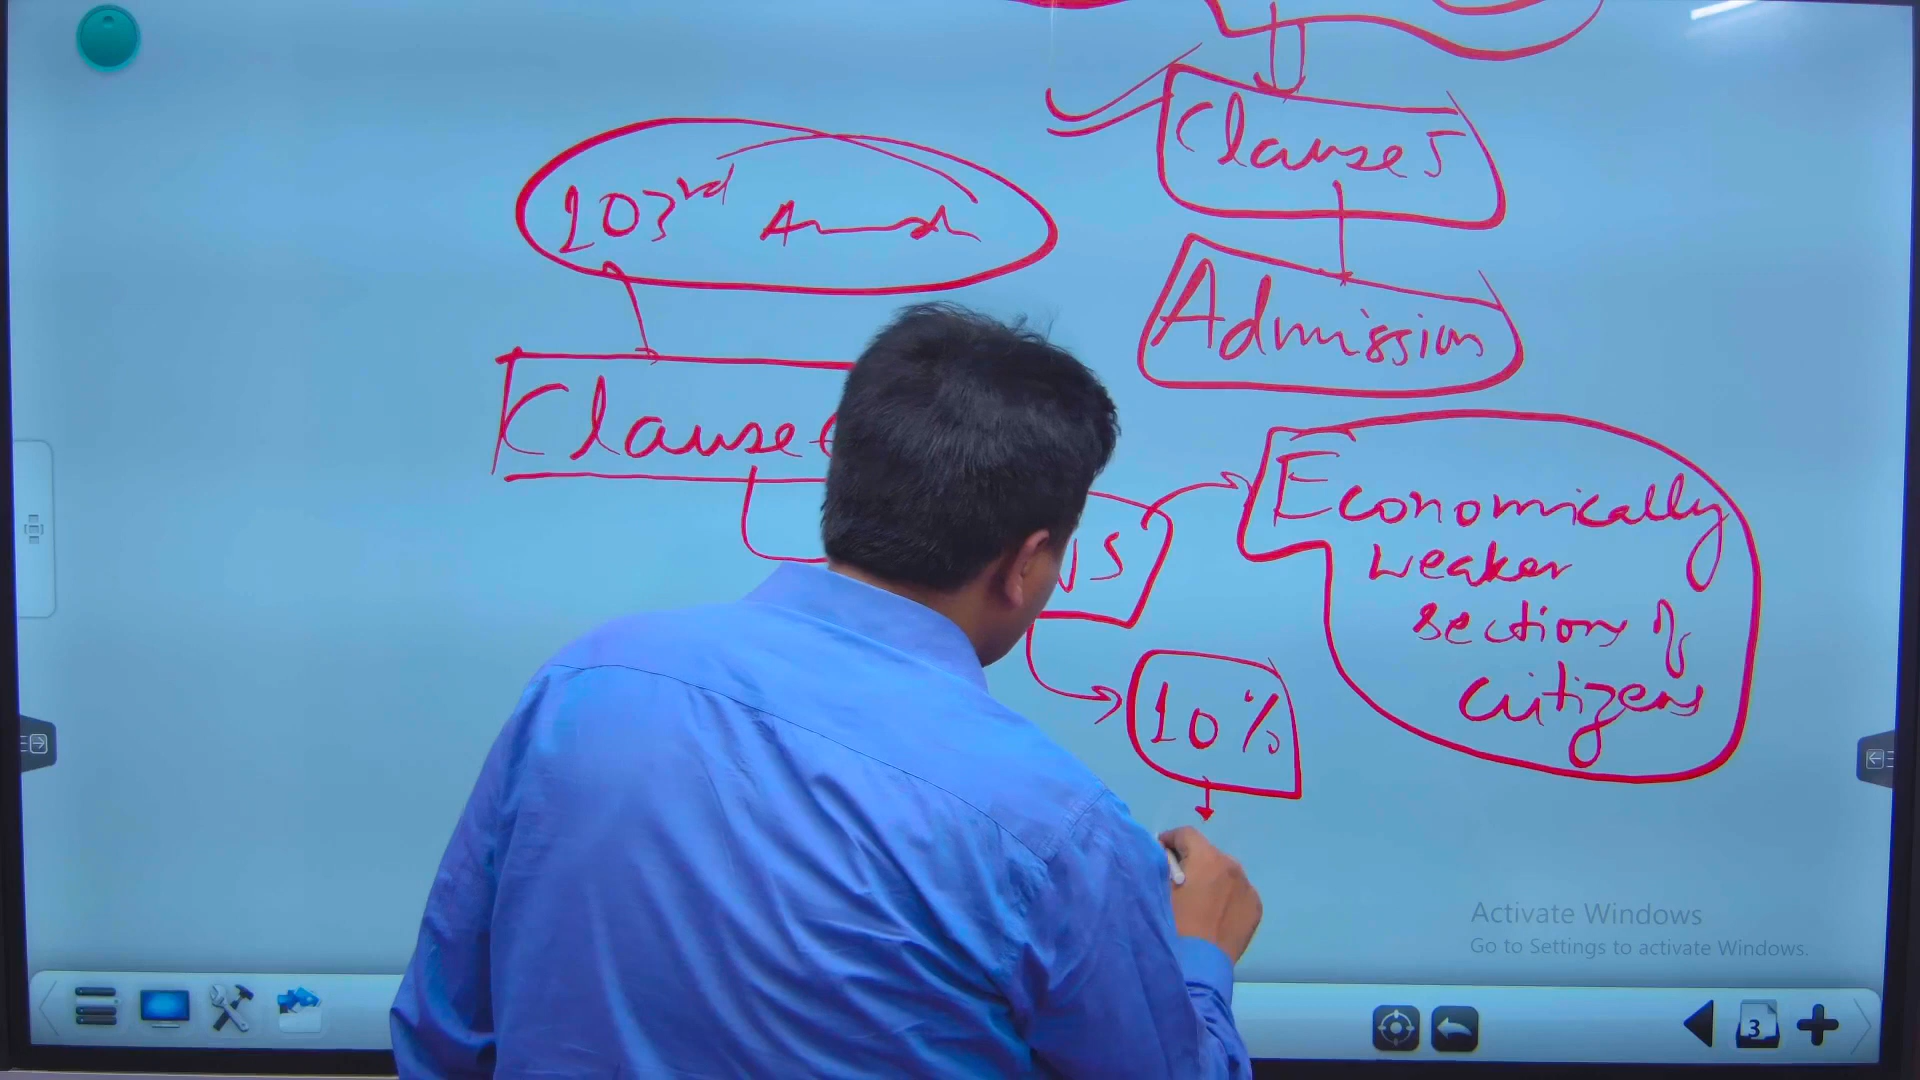 Clause 5
103rd
Admission
Clause
Economically
weaker
sections of
citizens
10%
Activate Windows
Go to Settings to activate Windows.
3